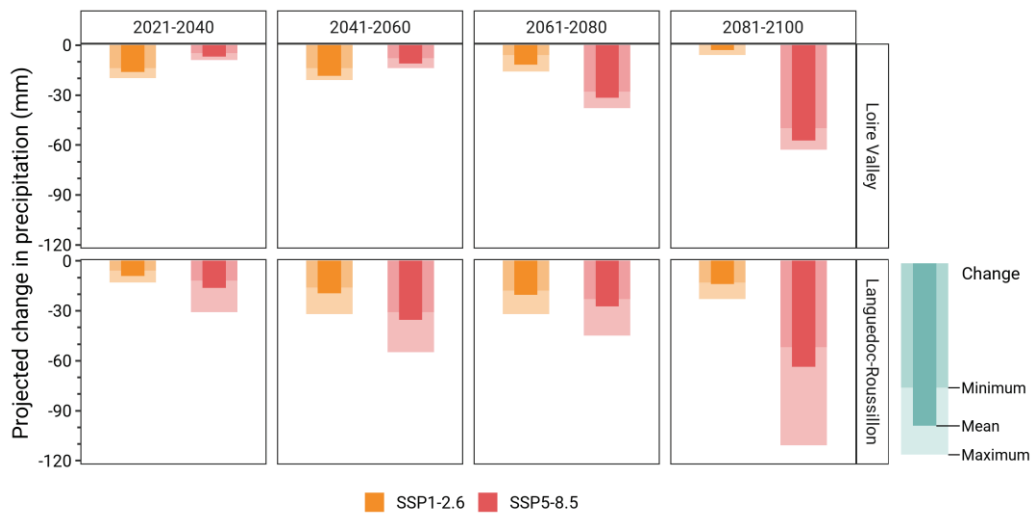 2021-2040
2041-2060
2061-2080
2081-2100
Projected change in precipitation (mm)
0
-30
-60
-90
-120
Loire Valley
0
-30
-60
-90
-120
Languedoc-Roussillon
Change
Minimum
Mean
Maximum
SSP1-2.6
SSP5-8.5